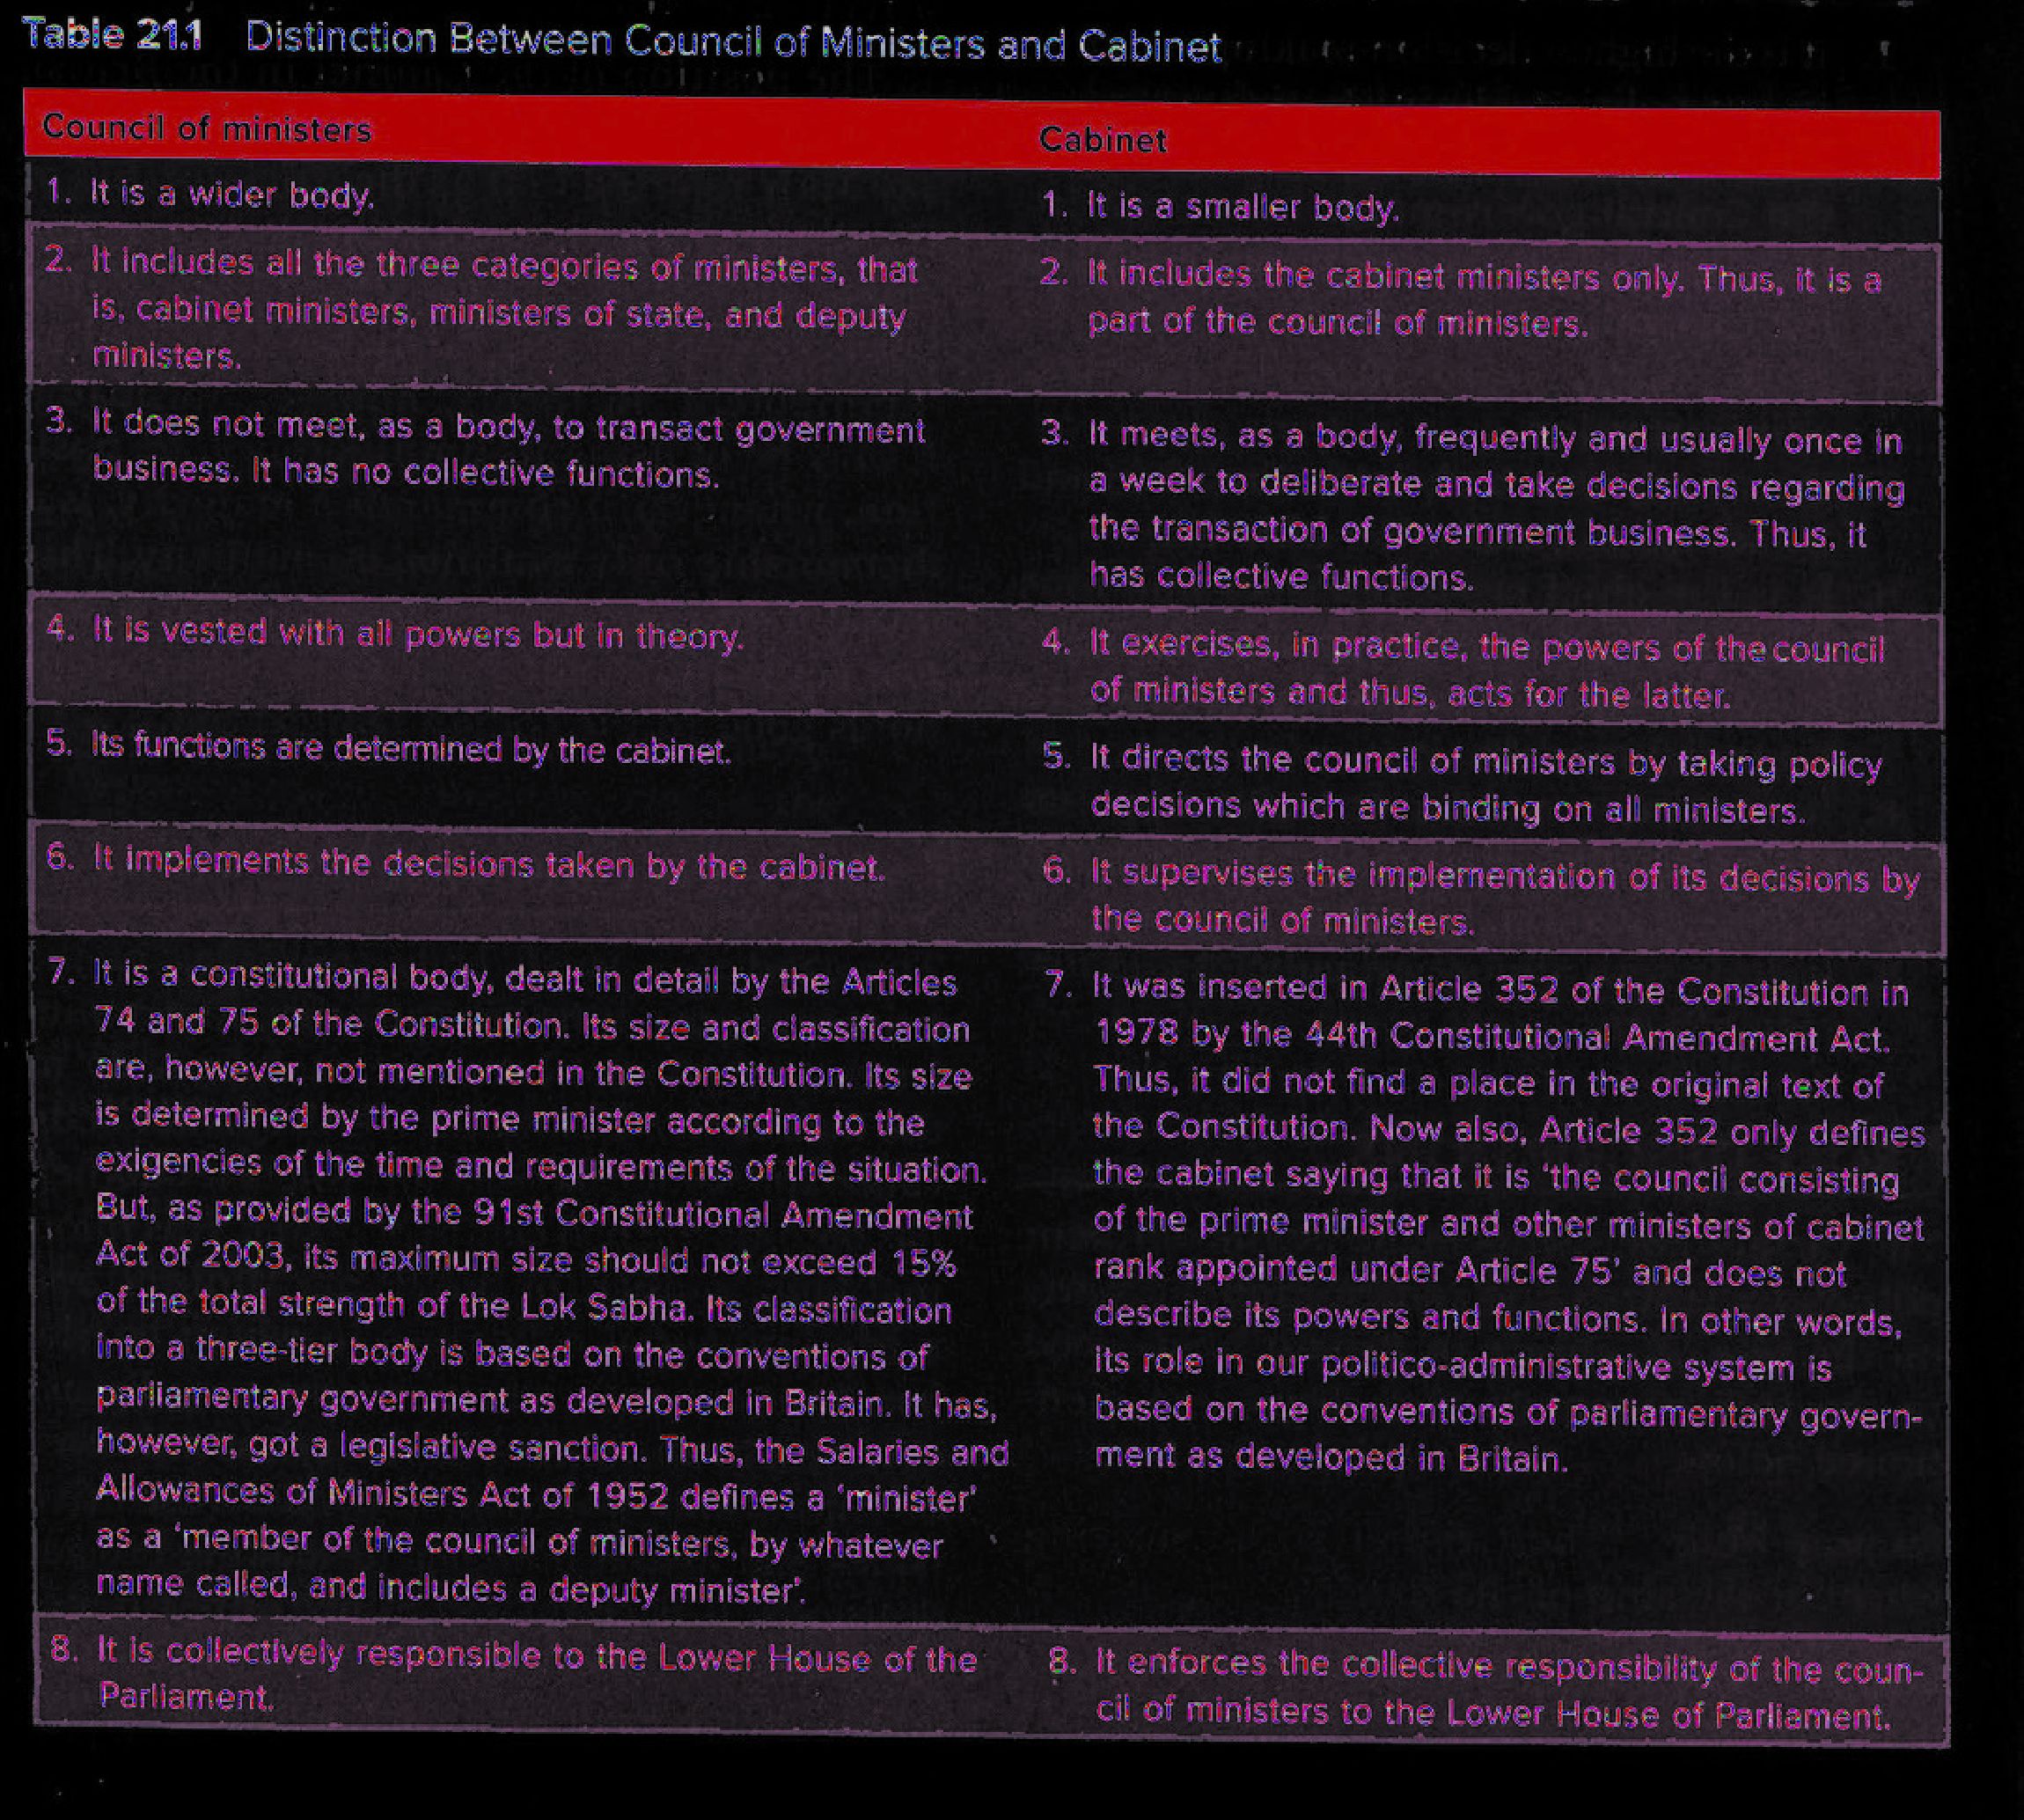 Table 21.1 Distinction Between Council of Ministers and Cabinet
Council of ministers
Cabinet
1. It is a wider body.
1. It is a smaller body.
2. It includes all the three categories of ministers, that
is, cabinet ministers, ministers of state, and deputy
ministers.
2. It includes the cabinet ministers only. Thus, it is a
part of the council of ministers.
3. It does not meet, as a body, to transact government
business. It has no collective functions.
3. It meets, as a body, frequently and usually once in
a week to deliberate and take decisions regarding
the transaction of government business. Thus, it
has collective functions.
4. It is vested with all powers but in theory.
4. It exercises, in practice, the powers of the council
of ministers and thus, acts for the latter.
5. Its functions are determined by the cabinet.
5. It directs the council of ministers by taking policy
decisions which are binding on all ministers.
6. It implements the decisions taken by the cabinet.
6. It supervises the implementation of its decisions by
the council of ministers.
7. It is a constitutional body, dealt in detail by the Articles
74 and 75 of the Constitution. Its size and classification
are, however, not mentioned in the Constitution. Its size
is determined by the prime minister according to the
exigencies of the time and requirements of the situation.
But, as provided by the 91st Constitutional Amendment
Act of 2003, its maximum size should not exceed 15%
of the total strength of the Lok Sabha. Its classification
into a three-tier body is based on the conventions of
parliamentary government as developed in Britain. It has,
however, got a legislative sanction. Thus, the Salaries and
Allowances of Ministers Act of 1952 defines a 'minister'
as a 'member of the council of ministers, by whatever
name called, and includes a deputy minister'.
7. It was inserted in Article 352 of the Constitution in
1978 by the 44th Constitutional Amendment Act.
Thus, it did not find a place in the original text of
the Constitution. Now also, Article 352 only defines
the cabinet saying that it is 'the council consisting
of the prime minister and other ministers of cabinet
rank appointed under Article 75' and does not
describe its powers and functions. In other words,
its role in our politico-administrative system is
based on the conventions of parliamentary govern-
ment as developed in Britain.
8. It is collectively responsible to the Lower House of the
Parliament.
8. It enforces the collective responsibility of the coun-
cil of ministers to the Lower House of Parliament.